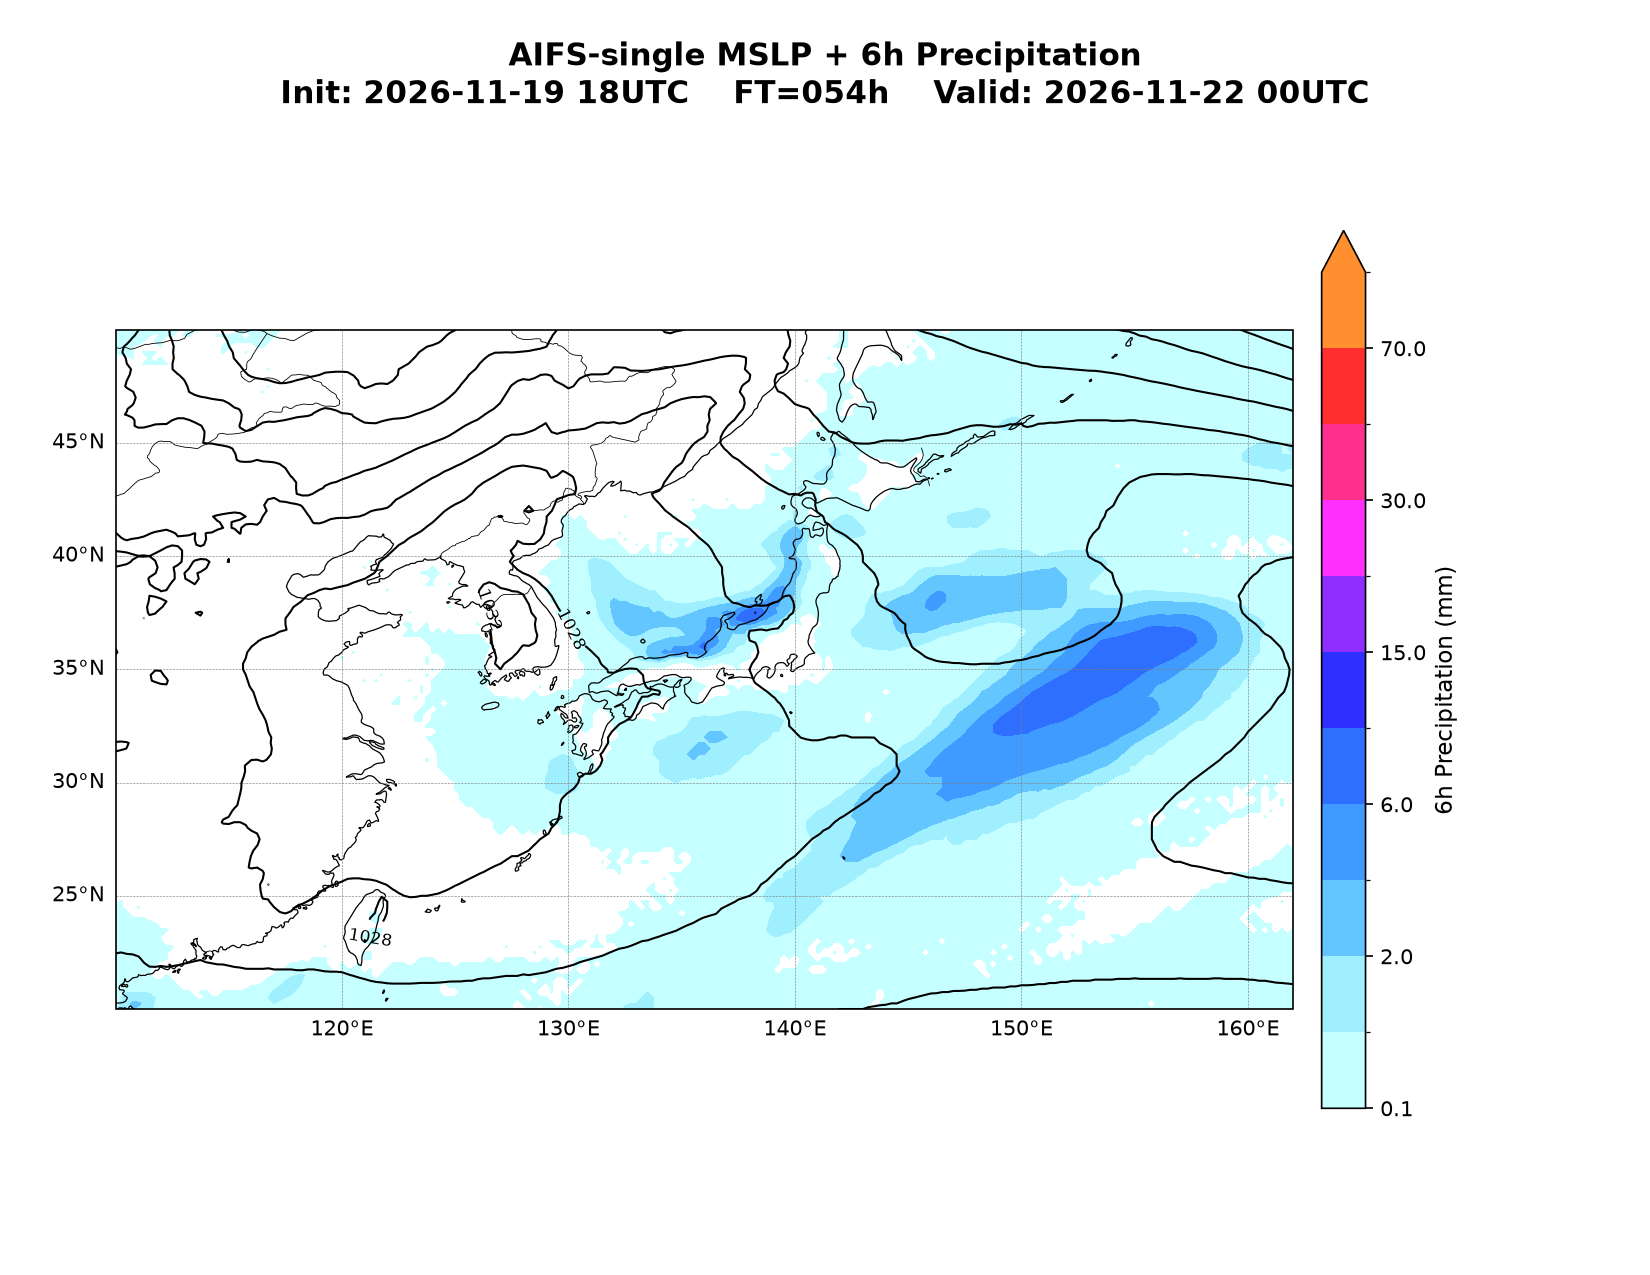 AIFS-single MSLP + 6h Precipitation
Init: 2026-11-19 18UTC    FT=054h    Valid: 2026-11-22 00UTC
70.0
30.0
15.0
6.0
2.0
0.1
6h Precipitation (mm)
45°N
40°N
35°N
30°N
25°N
1028
1028
120°E
130°E
140°E
150°E
160°E